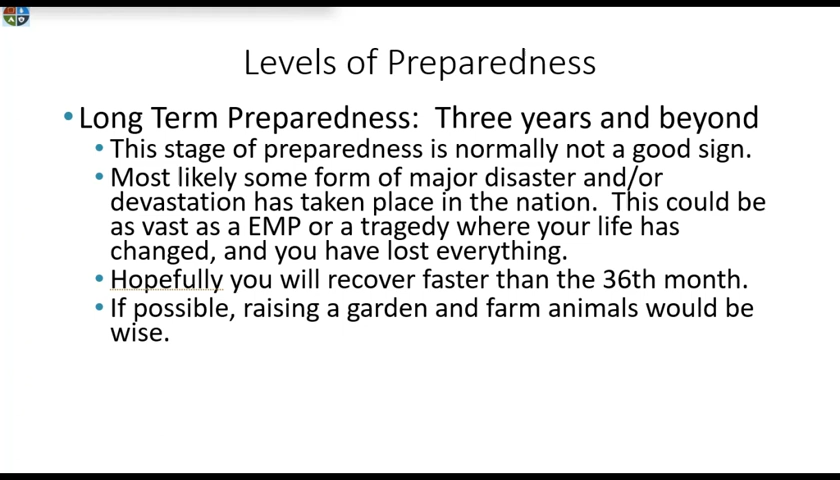 Levels of Preparedness
• Long Term Preparedness:  Three years and beyond
• This stage of preparedness is normally not a good sign.
• Most likely some form of major disaster and/or
devastation has taken place in the nation.  This could be
as vast as a EMP or a tragedy where your life has
changed, and you have lost everything.
• Hopefully you will recover faster than the 36th month.
• If possible, raising a garden and farm animals would be
wise.